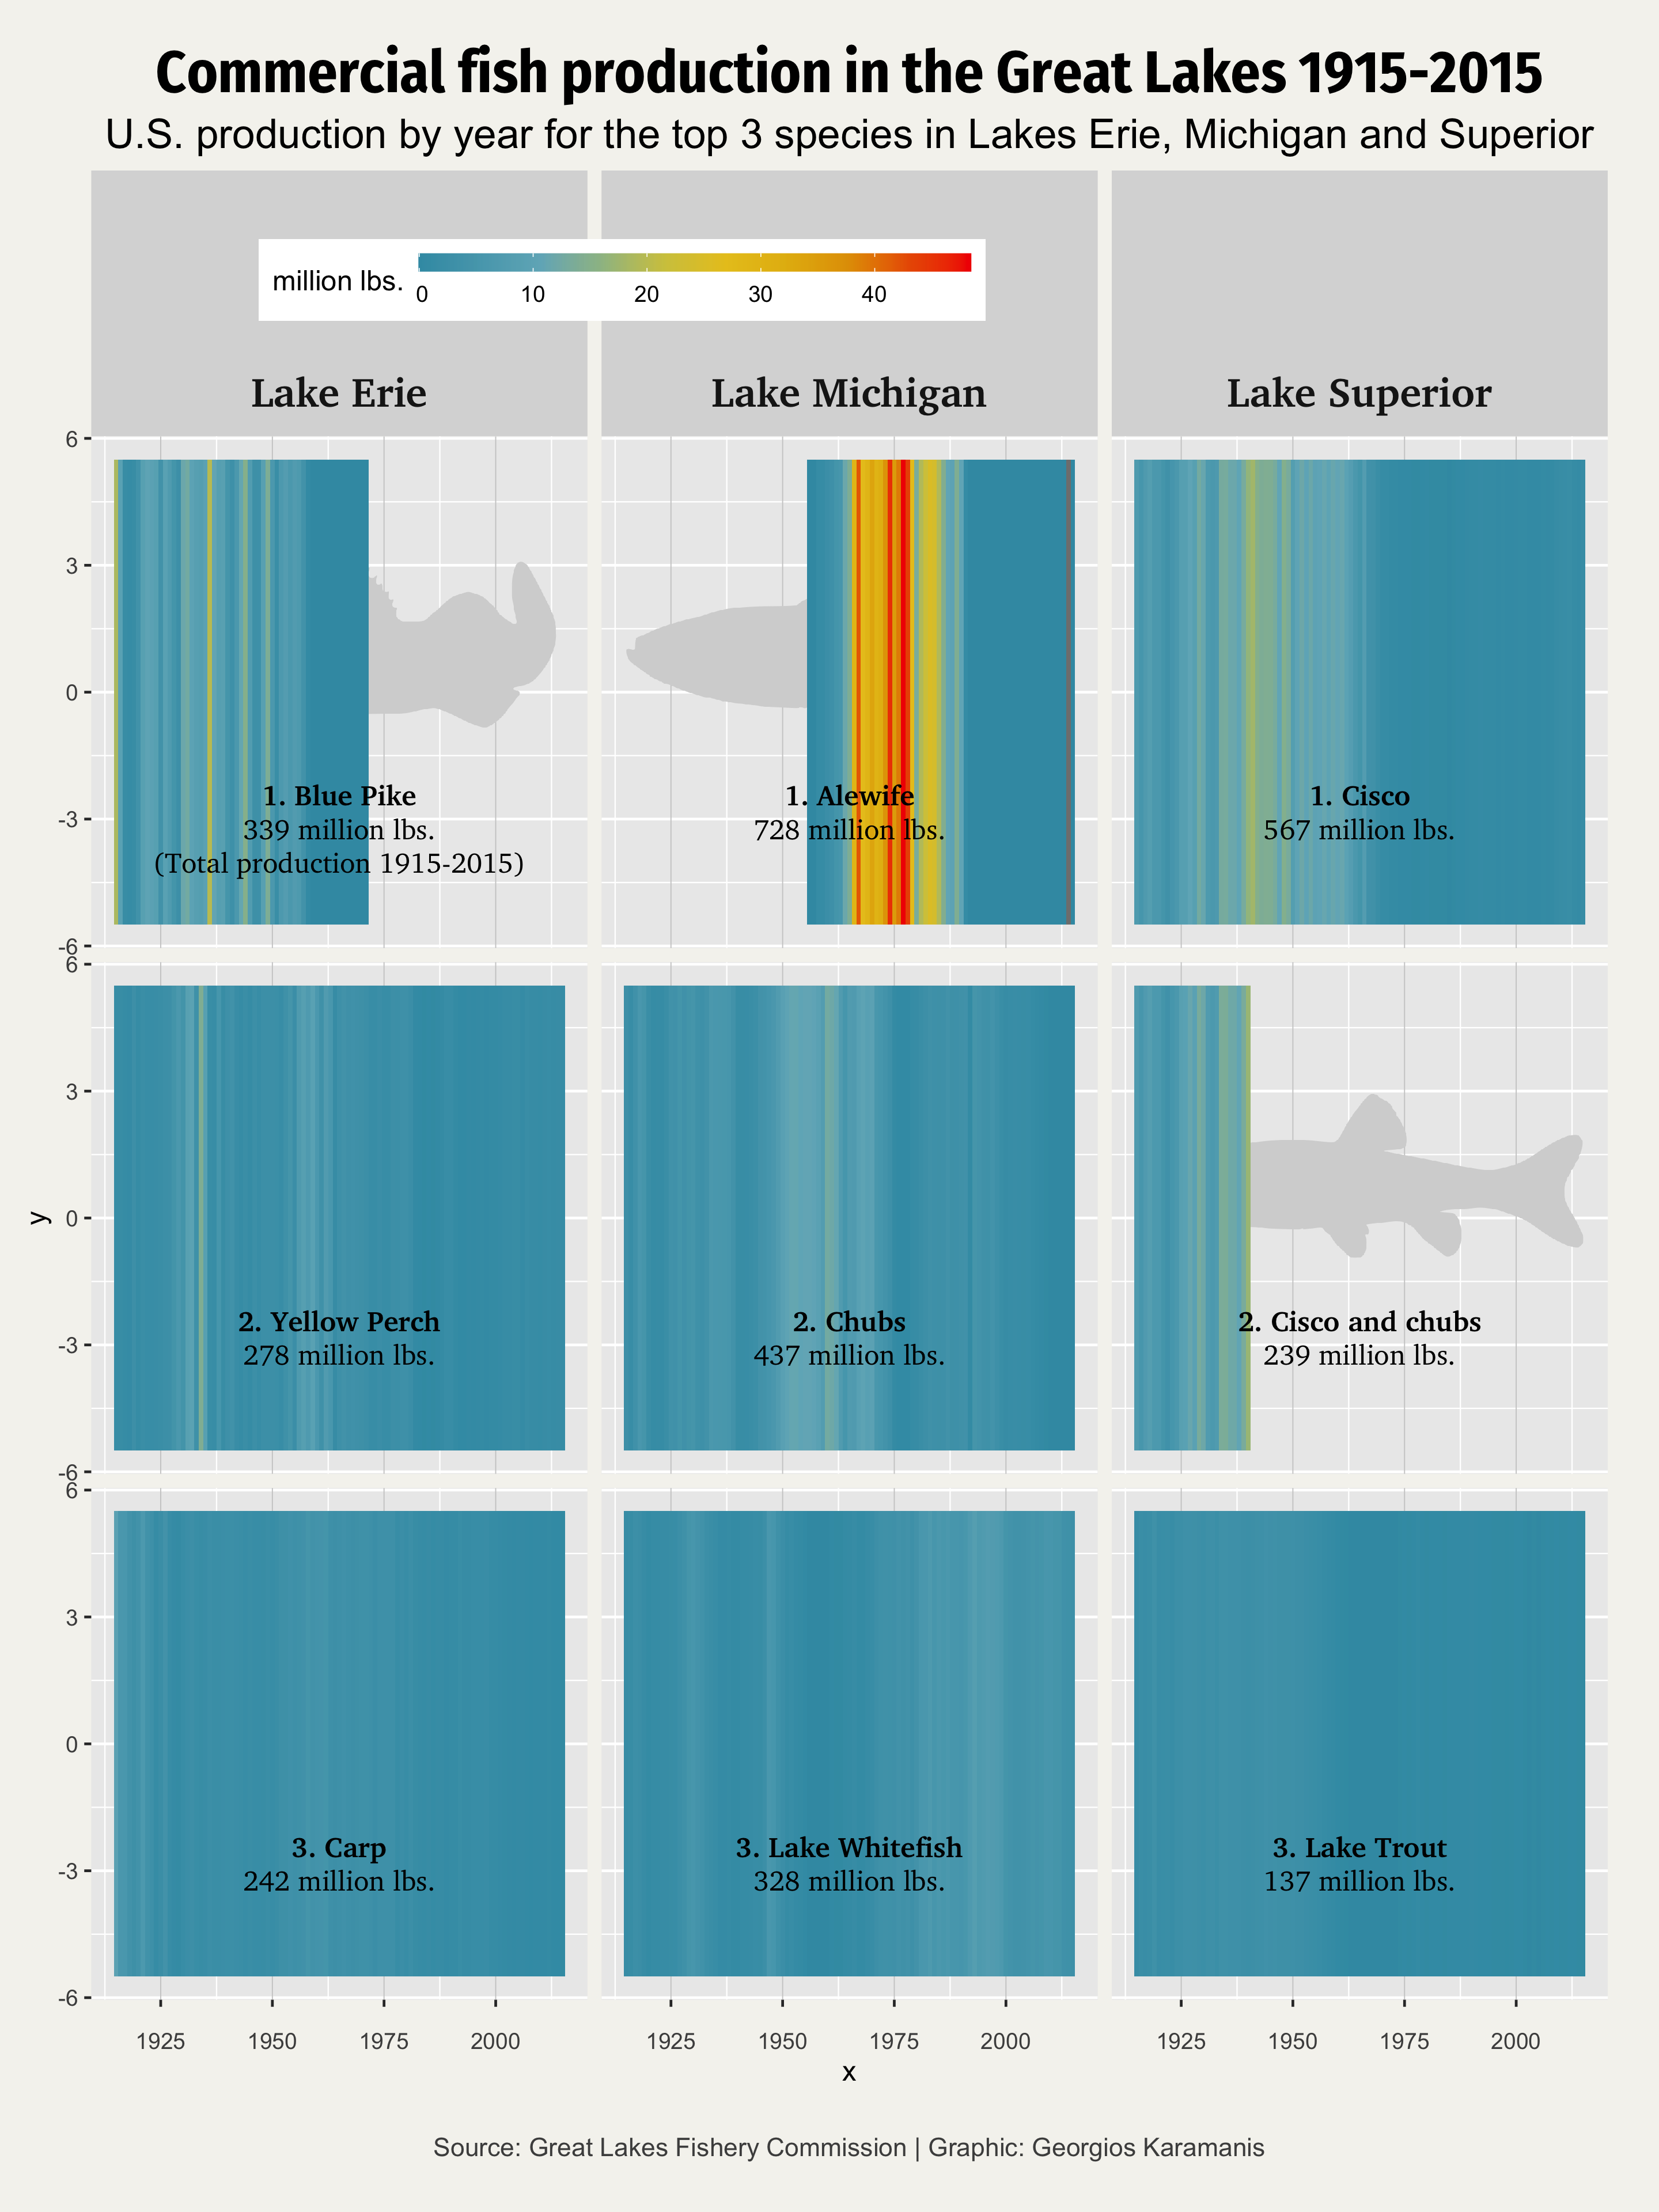 Commercial fish production in the Great Lakes 1915-2015
U.S. production by year for the top 3 species in Lakes Erie, Michigan and Superior
million lbs.
0 10 20 30 40
Lake Erie
Lake Michigan
Lake Superior
6
3
0
-3
-6
1. Blue Pike
339 million lbs.
(Total production 1915-2015)
1. Alewife
728 million lbs.
1. Cisco
567 million lbs.
6
3
0
-3
-6
y
2. Yellow Perch
278 million lbs.
2. Chubs
437 million lbs.
2. Cisco and chubs
239 million lbs.
6
3
0
-3
-6
3. Carp
242 million lbs.
3. Lake Whitefish
328 million lbs.
3. Lake Trout
137 million lbs.
1925 1950 1975 2000
1925 1950 1975 2000
1925 1950 1975 2000
x
Source: Great Lakes Fishery Commission | Graphic: Georgios Karamanis